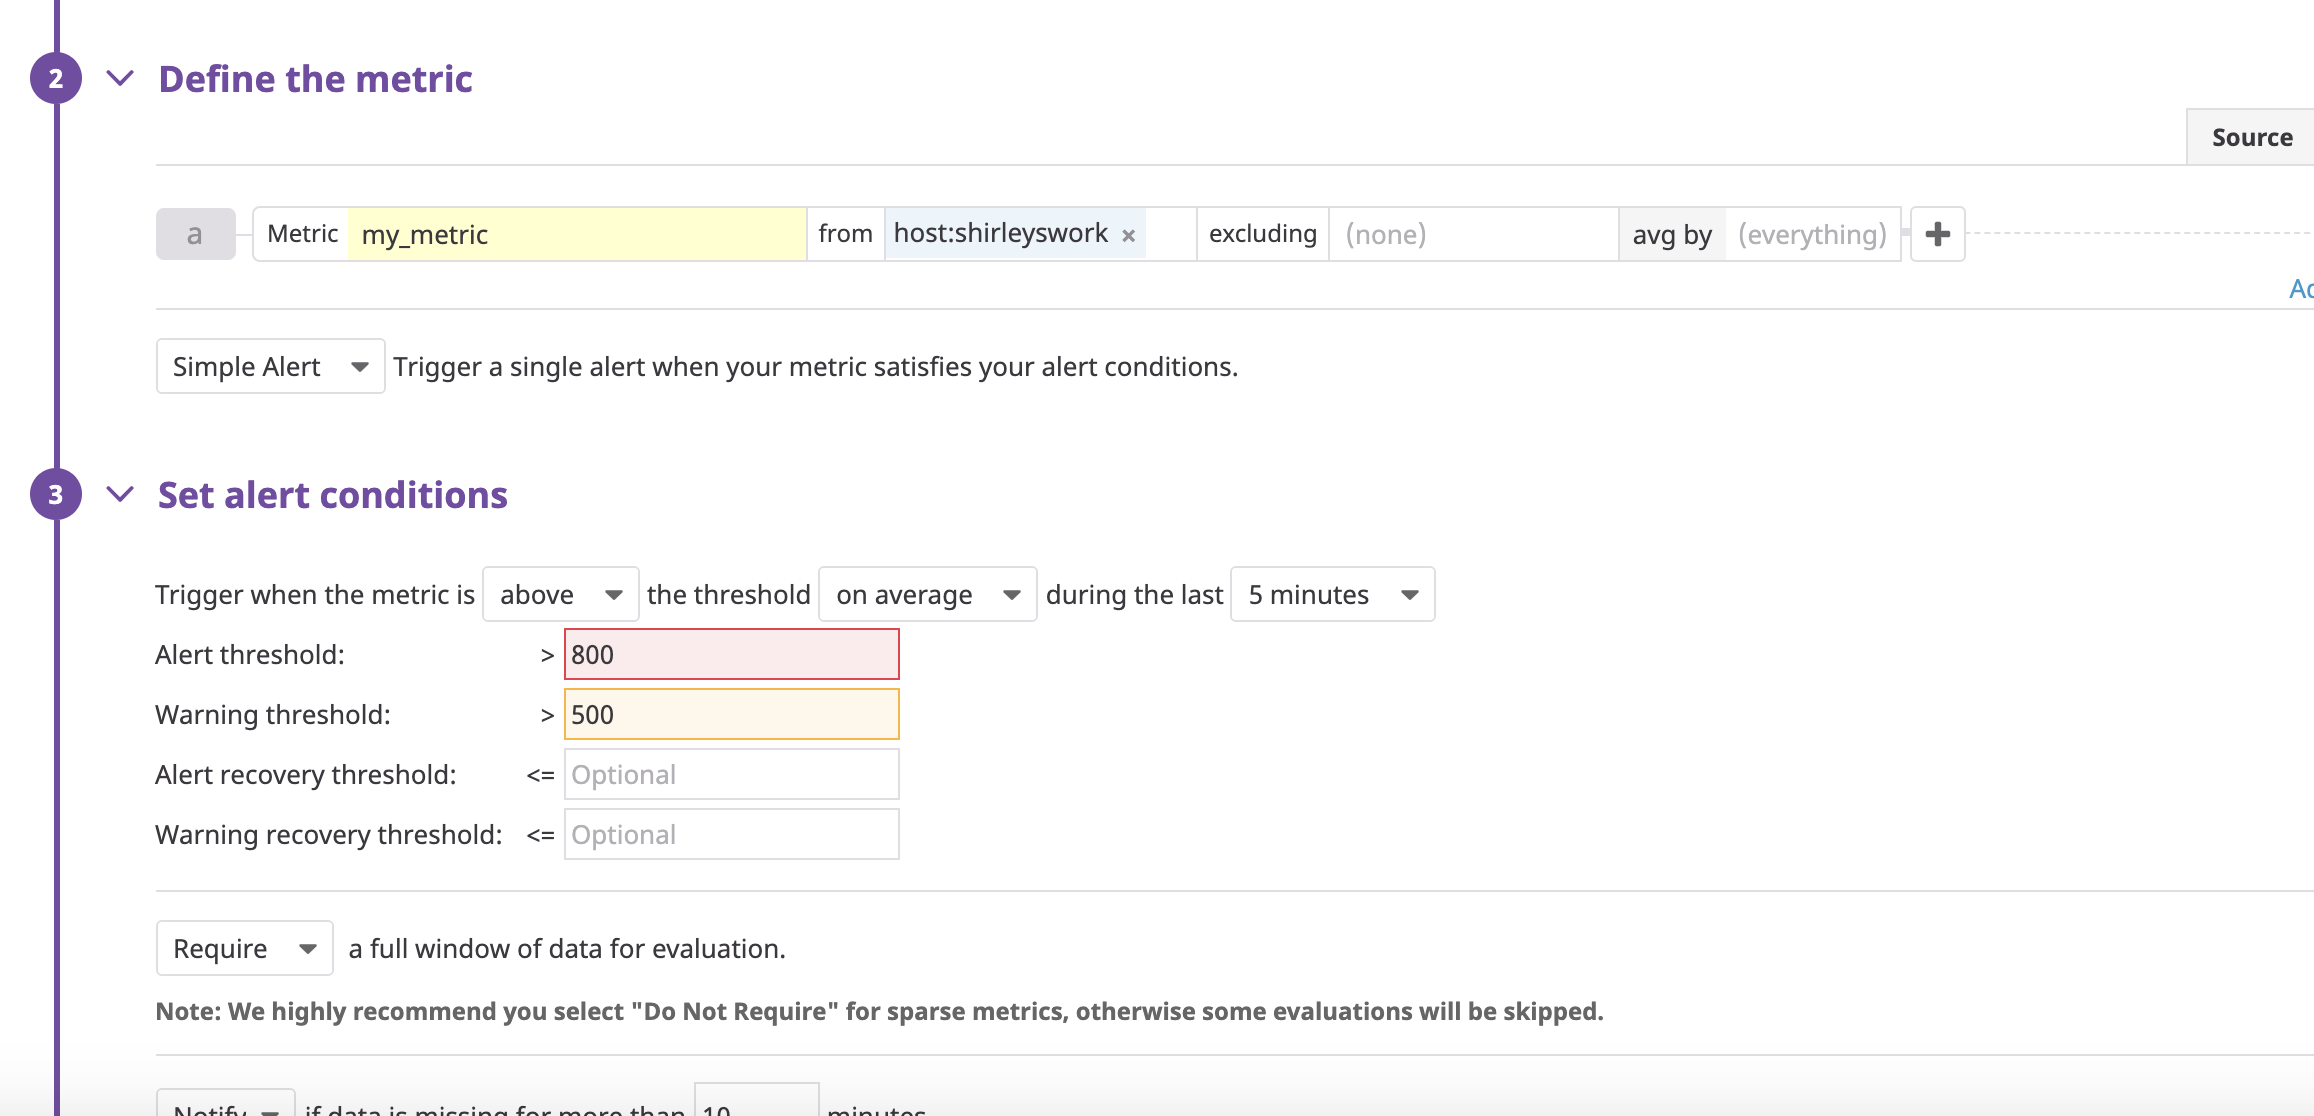 2 Define the metric
Source
a Metric my_metric from host:shirleyswork × excluding (none) avg by (everything)
Simple Alert Trigger a single alert when your metric satisfies your alert conditions.
3 Set alert conditions
Trigger when the metric is above the threshold on average during the last 5 minutes
Alert threshold: > 800
Warning threshold: > 500
Alert recovery threshold: <= Optional
Warning recovery threshold: <= Optional
Require a full window of data for evaluation.
Note: We highly recommend you select "Do Not Require" for sparse metrics, otherwise some evaluations will be skipped.
Notify if data is missing for more than 10 minutes